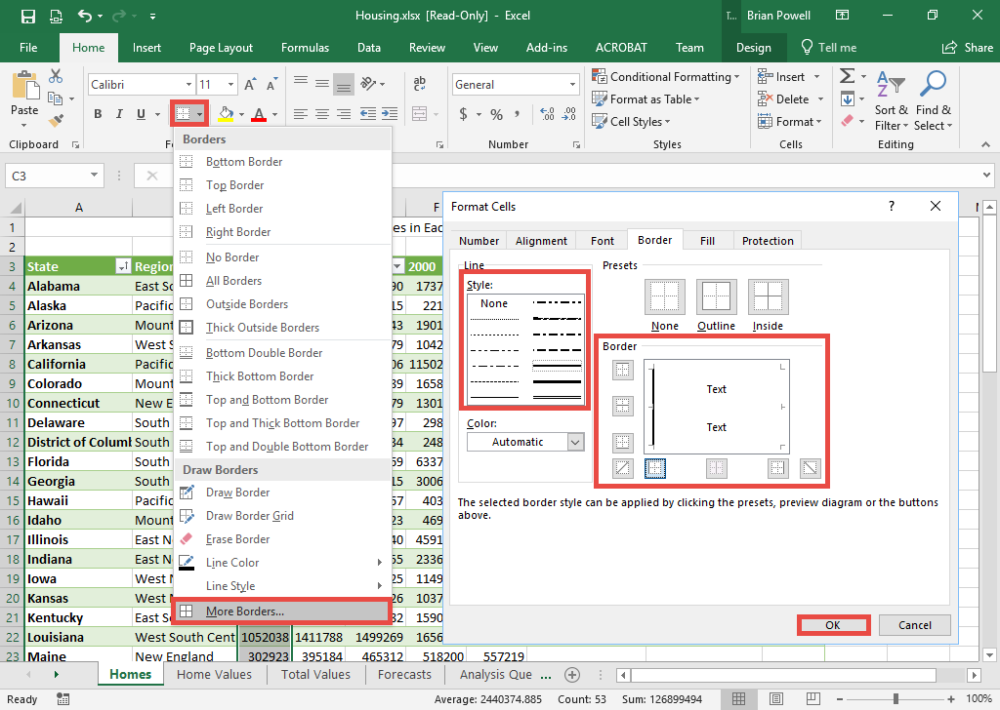 Housing.xlsx [Read-Only] - Excel
T...
Brian Powell
File Home Insert Page Layout Formulas Data Review View Add-ins ACROBAT Team Design Tell me Share
Paste
Clipboard
Calibri 11
B I U A
General
$ % ,
Number
Conditional Formatting
Format as Table
Cell Styles
Styles
Insert
Delete
Format
Cells
Sort & Filter
Find & Select
Editing
C3
Borders
Bottom Border
Top Border
Left Border
Right Border
No Border
All Borders
Outside Borders
Thick Outside Borders
Bottom Double Border
Thick Bottom Border
Top and Bottom Border
Top and Thick Bottom Border
Top and Double Bottom Border
Draw Borders
Draw Border
Draw Border Grid
Erase Border
Line Color
Line Style
More Borders...
Format Cells ?
Number Alignment Font Border Fill Protection
Line
Style:
None
Color:
Automatic
Presets
None Outline Inside
Border
Text
Text
The selected border style can be applied by clicking the presets, preview diagram or the buttons
above.
OK Cancel
A F
1 es in Eac
2
3 State Region 2000
4 Alabama East So 90 1737
5 Alaska Pacific 15 221
6 Arizona Mount 43 1901
7 Arkansas West S 79 1042
8 California Pacific 06 11502
9 Colorado Mount 89 1658
10 Connecticut New E 79 1301
11 Delaware South 97 298
12 District of Columb South 84 248
13 Florida South 59 6337
14 Georgia South 15 3006
15 Hawaii Pacific 57 403
16 Idaho Mount 23 469
17 Illinois East No 40 4591
18 Indiana East No 55 2336
19 Iowa West N 25 1149
20 Kansas West N 26 1037
21 Kentucky East So 82 1590
22 Louisiana West South Cent 1052038 1411788 1499269 1656
23 Maine New England 302923 395184 465312 518200 557219
Homes Home Values Total Values Forecasts Analysis Que ...
Ready Average: 2440374.885 Count: 53 Sum: 126899494 100%